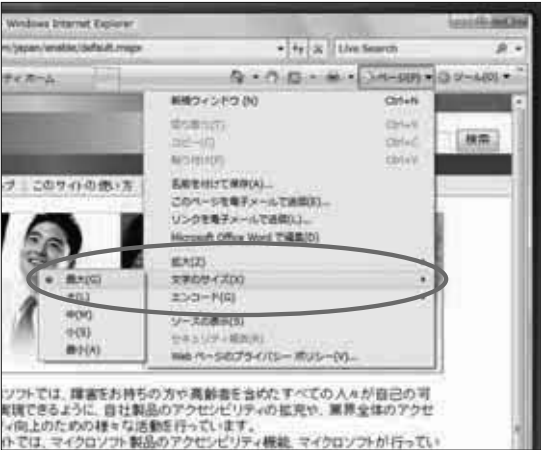 Windows Internet Explorer
m/japan/enable/default.mspx
Live Search
ティ ホーム
ページ(P)
ツール(O)
新規ウィンドウ (N) Ctrl+N
切り取り(T)
コピー(C) Ctrl+C
貼り付け(P) Ctrl+V
検索
名前を付けて保存(A)...
プ このサイトの使い方
このページを電子メールで送信(E)...
リンクを電子メールで送信(L)...
Microsoft Office Word で編集(D)
拡大(Z)
最大(G)
文字のサイズ(X)
大(L)
エンコード(G)
中(M)
ソースの表示(S)
小(S)
最小(A)
Web ページのプライバシー ポリシー(V)...
ソフトでは、障害をお持ちの方や高齢者を含めたすべての人々が自己の可
実現できるように、自社製品のアクセシビリティの拡充や、業界全体のアクセ
ィ向上のための様々な活動を行っています。
トでは、マイクロソフト製品のアクセシビリティ機能、マイクロソフトが行ってい